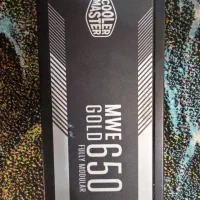 COOLER
MASTER
MWE
GOLD 650
FULLY MODULAR